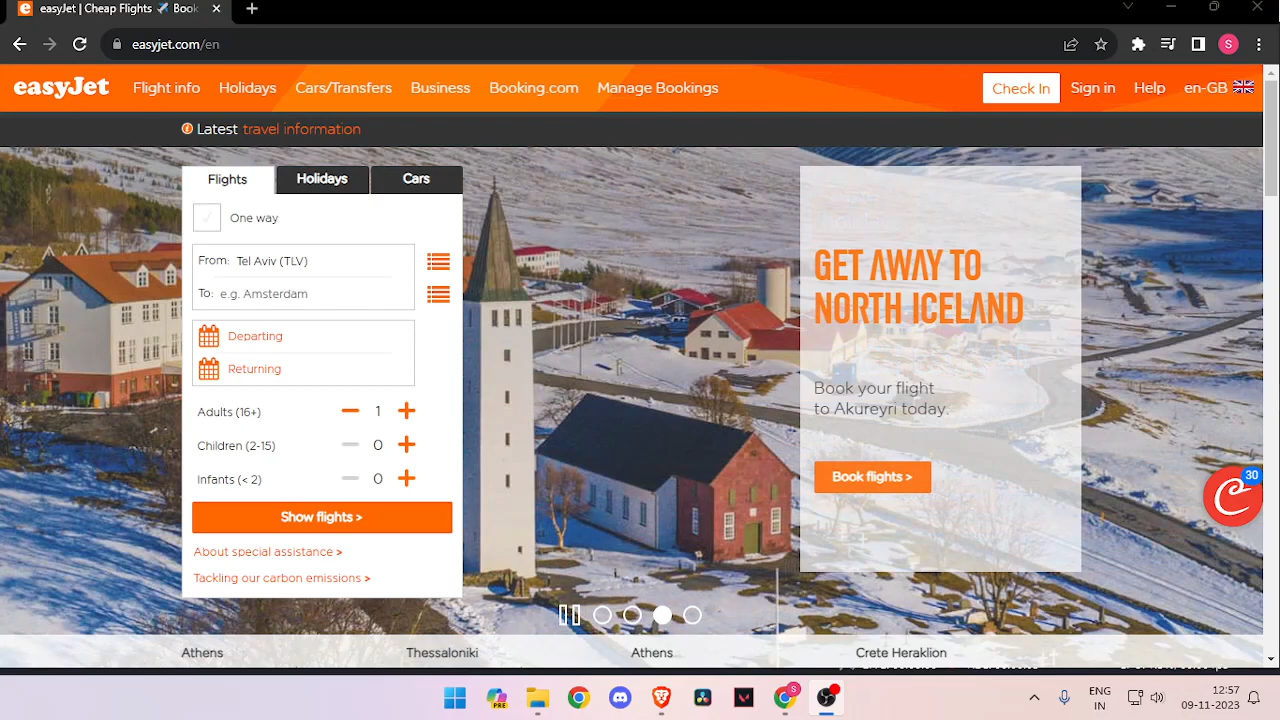 easyJet | Cheap Flights ✈ Book
easyjet.com/en
S
easyJet Flight info Holidays Cars/Transfers Business Booking.com Manage Bookings Check In Sign in Help en-GB
Latest travel information
Flights Holidays Cars
One way
From: Tel Aviv (TLV)
To: e.g. Amsterdam
Departing
Returning
Adults (16+) 1
Children (2-15) 0
Infants (< 2) 0
Show flights >
About special assistance >
Tackling our carbon emissions >
GET AWAY TO
NORTH ICELAND
Book your flight
to Akureyri today.
Book flights >
30
Athens Thessaloniki Athens Crete Heraklion
PRE
S
ENG
IN
12:57
09-11-2023